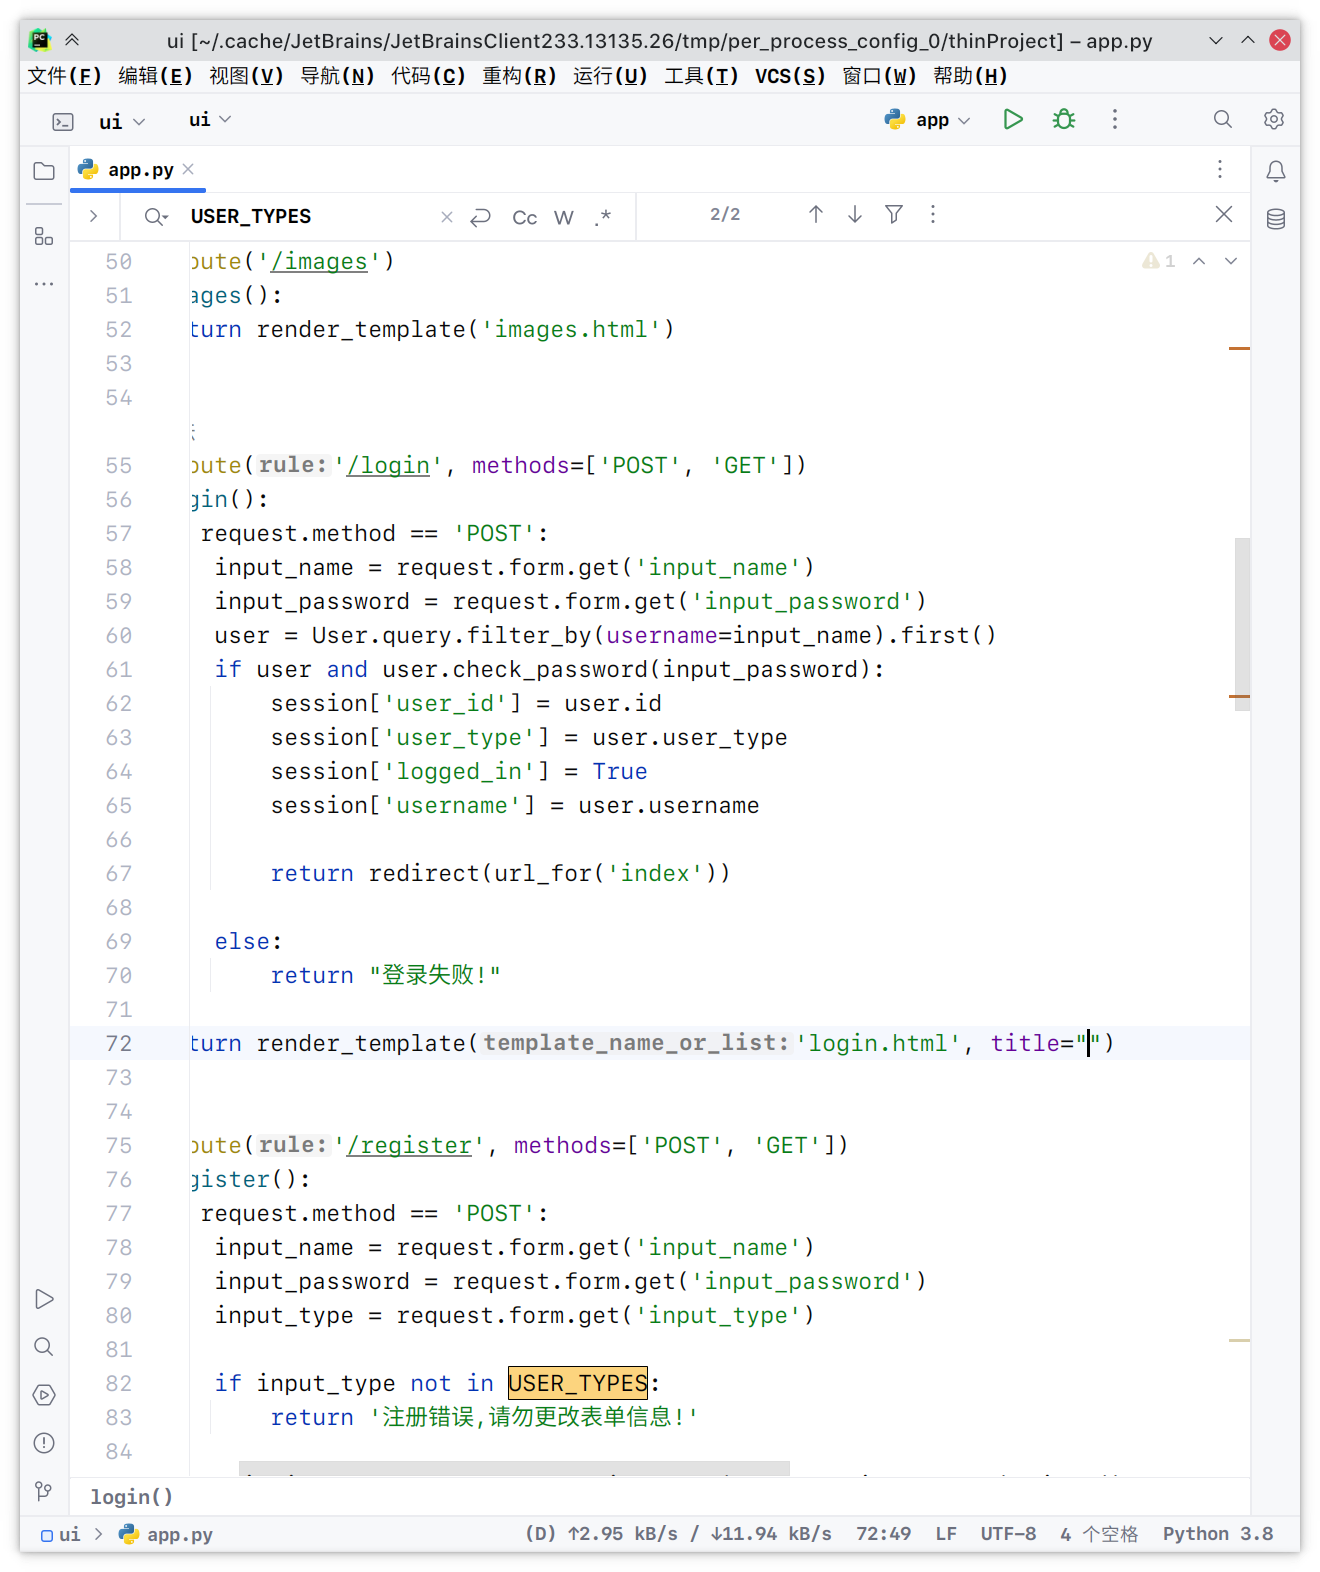 ui [~/.cache/JetBrains/JetBrainsClient233.13135.26/tmp/per_process_config_0/thinProject] – app.py
文件(F) 编辑(E) 视图(V) 导航(N) 代码(C) 重构(R) 运行(U) 工具(T) VCS(S) 窗口(W) 帮助(H)
ui ui app
app.py
USER_TYPES Cc W .* 2/2
50 oute('/images') 1
51 ages():
52 turn render_template('images.html')
53
54
55 oute(rule:'/login', methods=['POST', 'GET'])
56 gin():
57 request.method == 'POST':
58 input_name = request.form.get('input_name')
59 input_password = request.form.get('input_password')
60 user = User.query.filter_by(username=input_name).first()
61 if user and user.check_password(input_password):
62 session['user_id'] = user.id
63 session['user_type'] = user.user_type
64 session['logged_in'] = True
65 session['username'] = user.username
66
67 return redirect(url_for('index'))
68
69 else:
70 return "登录失败!"
71
72 turn render_template(template_name_or_list:'login.html', title="")
73
74
75 oute(rule:'/register', methods=['POST', 'GET'])
76 gister():
77 request.method == 'POST':
78 input_name = request.form.get('input_name')
79 input_password = request.form.get('input_password')
80 input_type = request.form.get('input_type')
81
82 if input_type not in USER_TYPES:
83 return '注册错误,请勿更改表单信息!'
84
login()
ui app.py (D) ↑2.95 kB/s / ↓11.94 kB/s 72:49 LF UTF-8 4 个空格 Python 3.8